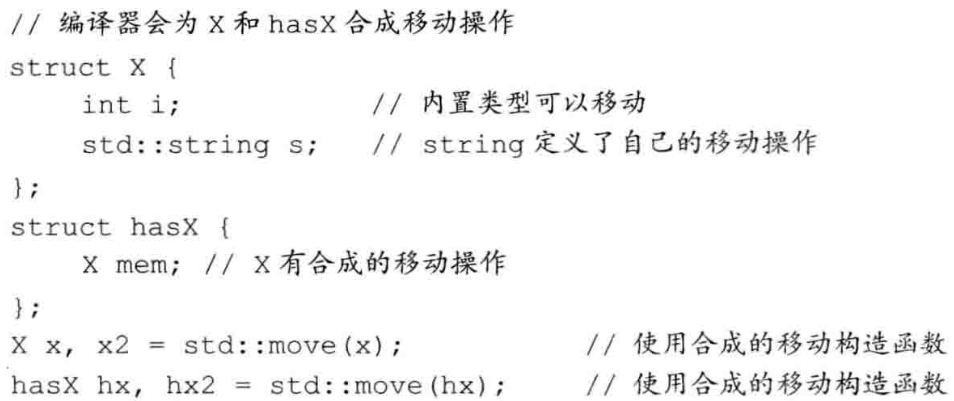 // 编译器会为 X 和 hasX 合成移动操作
struct X {
    int i;            // 内置类型可以移动
    std::string s;    // string 定义了自己的移动操作
};
struct hasX {
    X mem; // X 有合成的移动操作
};
X x, x2 = std::move(x);            // 使用合成的移动构造函数
hasX hx, hx2 = std::move(hx);      // 使用合成的移动构造函数